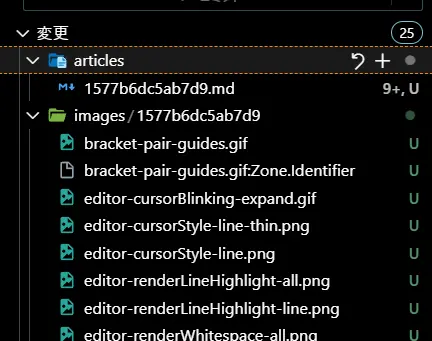 変更 25
articles
1577b6dc5ab7d9.md 9+, U
images/1577b6dc5ab7d9
bracket-pair-guides.gif U
bracket-pair-guides.gif:Zone.Identifier U
editor-cursorBlinking-expand.gif U
editor-cursorStyle-line-thin.png U
editor-cursorStyle-line.png U
editor-renderLineHighlight-all.png U
editor-renderLineHighlight-line.png U
editor-renderWhitespace-all.png U